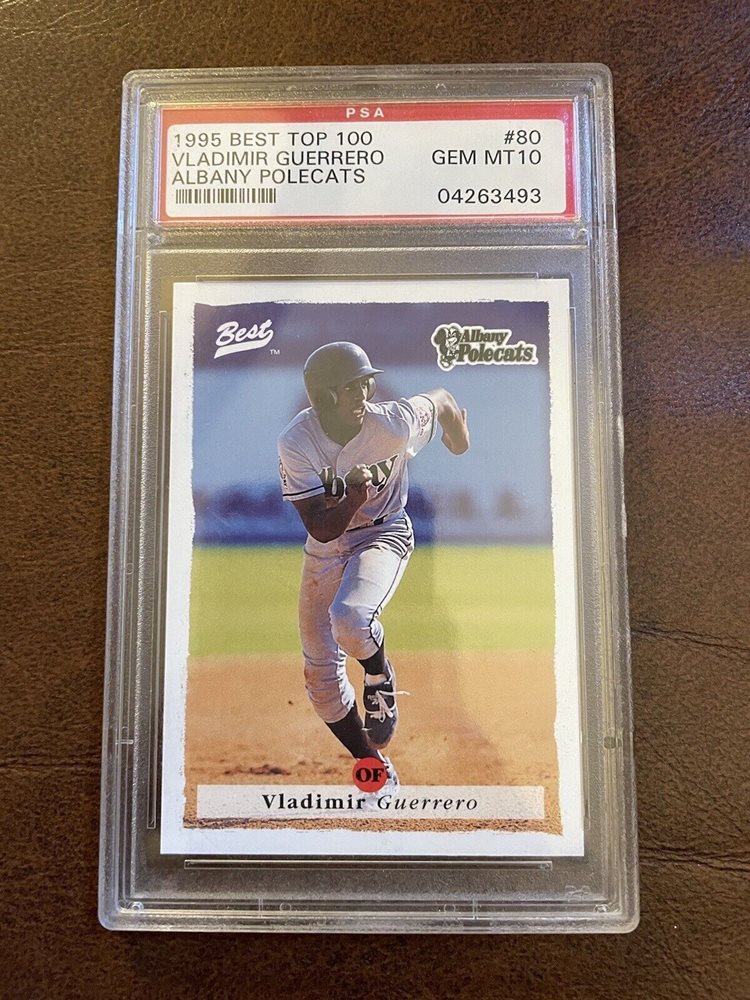 PSA
1995 BEST TOP 100 #80
VLADIMIR GUERRERO GEM MT10
ALBANY POLECATS
04263493
Best
TM
Albany
Polecats
OF
Vladimir Guerrero